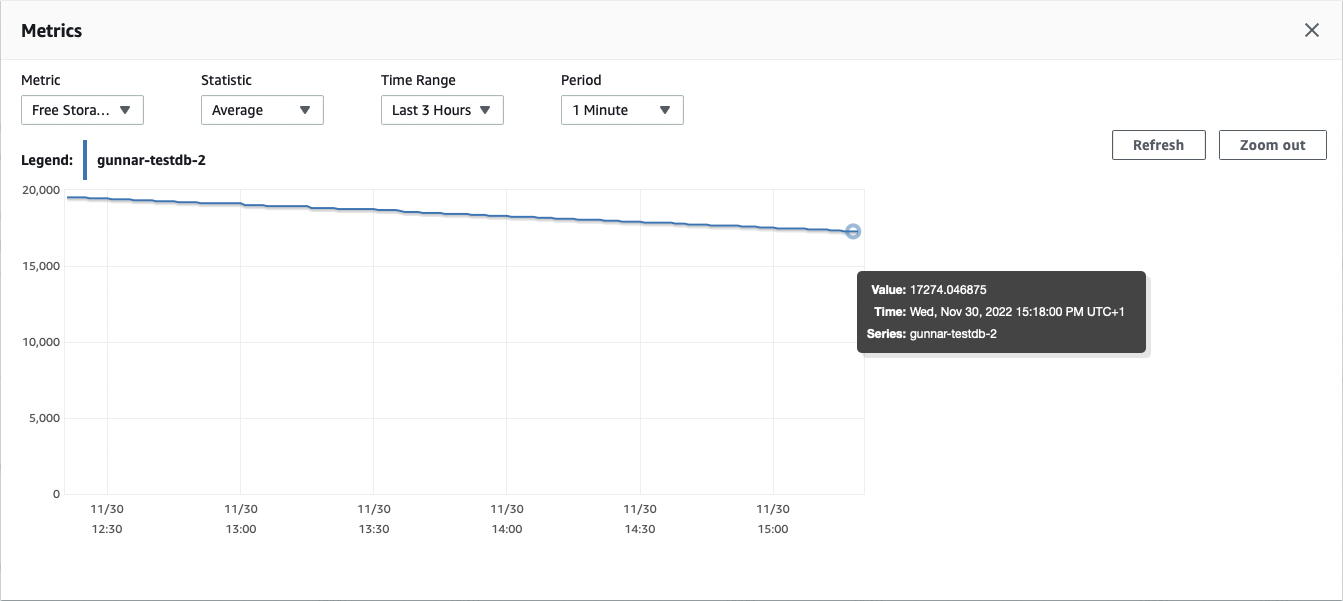 Metrics
Metric Statistic Time Range Period
Free Stora... Average Last 3 Hours 1 Minute
Refresh Zoom out
Legend: gunnar-testdb-2
20,000
15,000
10,000
5,000
0
Value: 17274.046875
Time: Wed, Nov 30, 2022 15:18:00 PM UTC+1
Series: gunnar-testdb-2
11/30 11/30 11/30 11/30 11/30 11/30
12:30 13:00 13:30 14:00 14:30 15:00